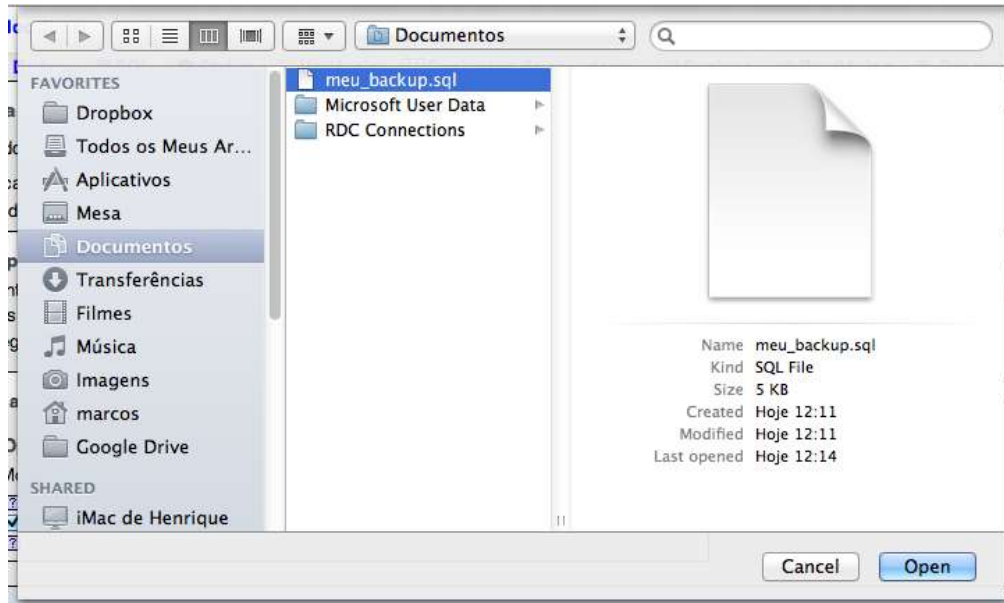 Documentos
FAVORITES
Dropbox
Todos os Meus Ar...
Aplicativos
Mesa
Documentos
Transferências
Filmes
Música
Imagens
marcos
Google Drive
SHARED
iMac de Henrique
meu_backup.sql
Microsoft User Data
RDC Connections
Name meu_backup.sql
Kind SQL File
Size 5 KB
Created Hoje 12:11
Modified Hoje 12:11
Last opened Hoje 12:14
Cancel
Open